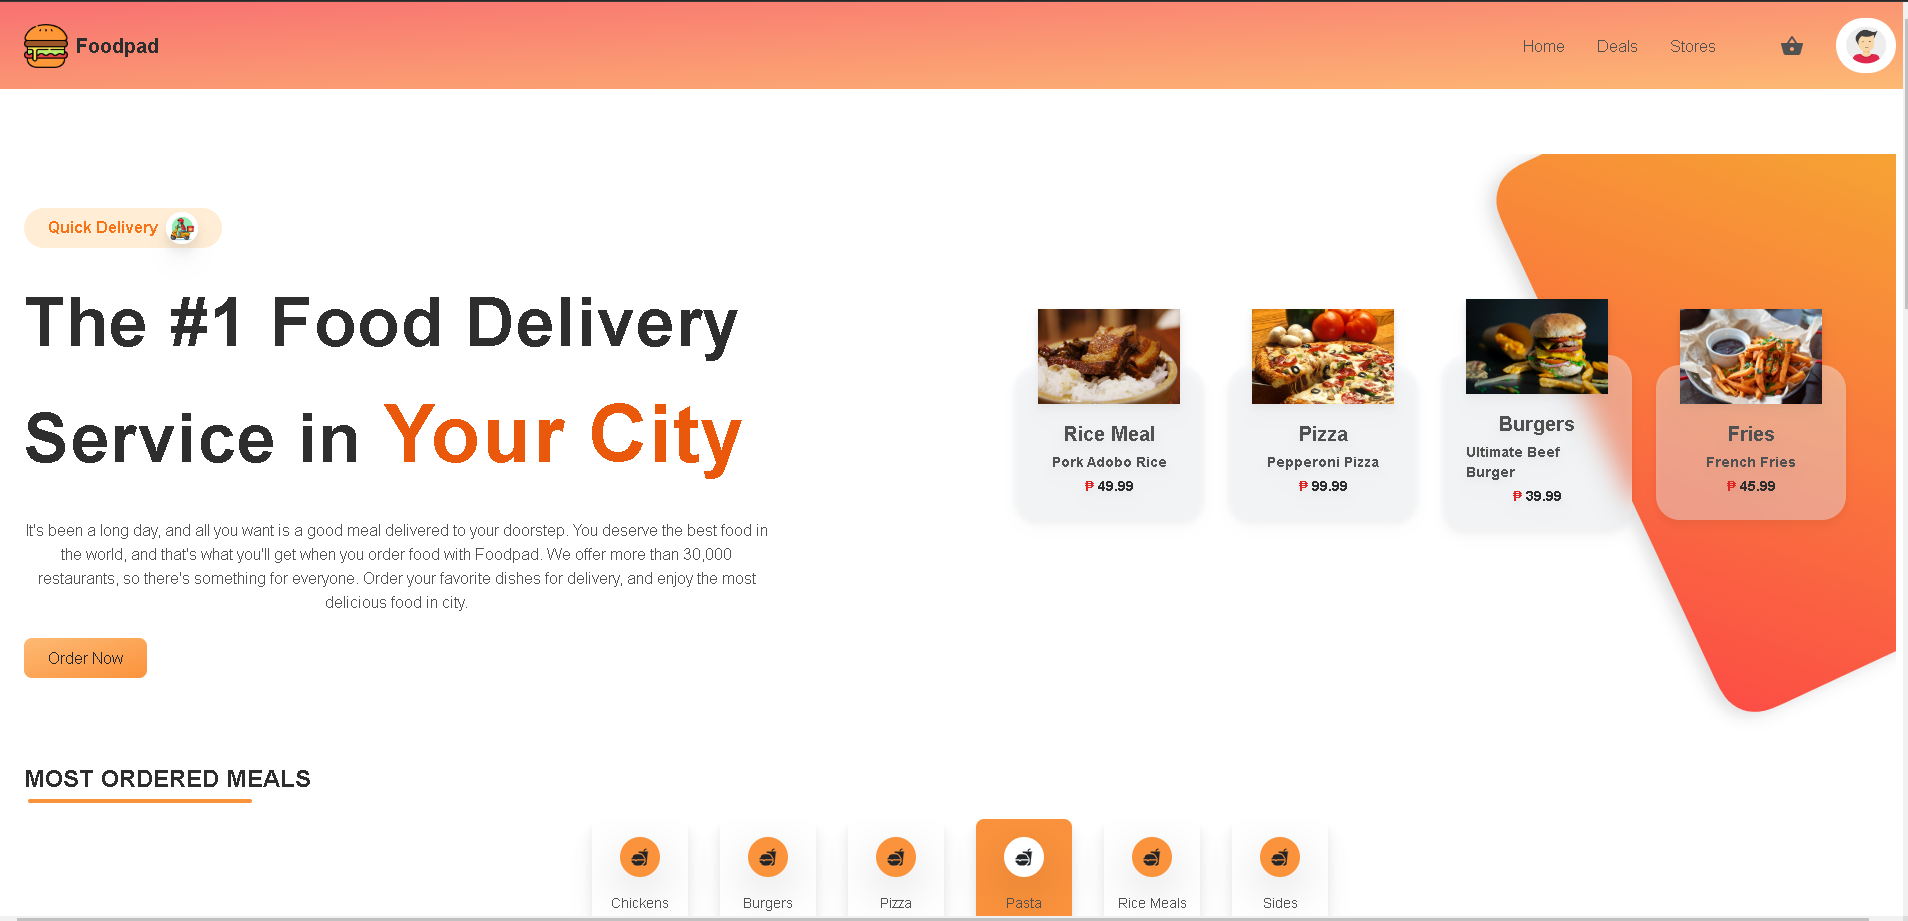 Foodpad
Home
Deals
Stores
Quick Delivery
The #1 Food Delivery
Service in Your City
It's been a long day, and all you want is a good meal delivered to your doorstep. You deserve the best food in
the world, and that's what you'll get when you order food with Foodpad. We offer more than 30,000
restaurants, so there's something for everyone. Order your favorite dishes for delivery, and enjoy the most
delicious food in city.
Order Now
Rice Meal
Pork Adobo Rice
₱ 49.99
Pizza
Pepperoni Pizza
₱ 99.99
Burgers
Ultimate Beef
Burger
₱ 39.99
Fries
French Fries
₱ 45.99
MOST ORDERED MEALS
Chickens
Burgers
Pizza
Pasta
Rice Meals
Sides